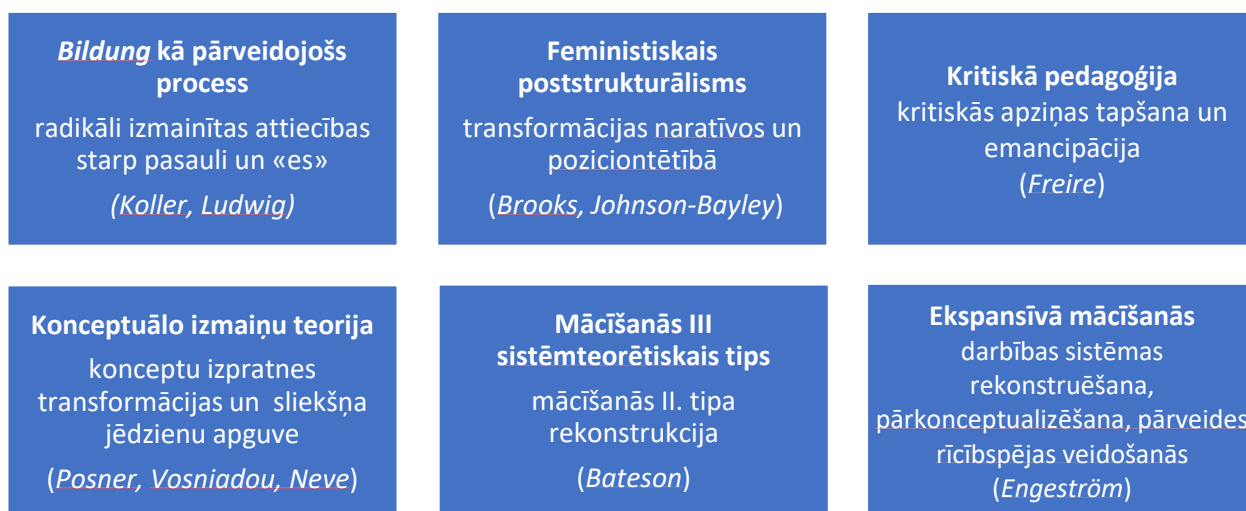 Bildung kā pārveidojošs
process
radikāli izmainītas attiecības
starp pasauli un «es»
(Koller, Ludwig)
Feministiskais
poststrukturālisms
transformācijas naratīvos un
poziciontētībā
(Brooks, Johnson-Bayley)
Kritiskā pedagoģija
kritiskās apziņas tapšana un
emancipācija
(Freire)
Konceptuālo izmaiņu teorija
konceptu izpratnes
transformācijas un sliekšņa
jēdzienu apguve
(Posner, Vosniadou, Neve)
Mācīšanās III
sistēmteorētiskais tips
mācīšanās II. tipa
rekonstrukcija
(Bateson)
Ekspansīvā mācīšanās
darbības sistēmas
rekonstruēšana,
pārkonceptualizēšana, pārveides
rīcībspējas veidošanās
(Engeström)